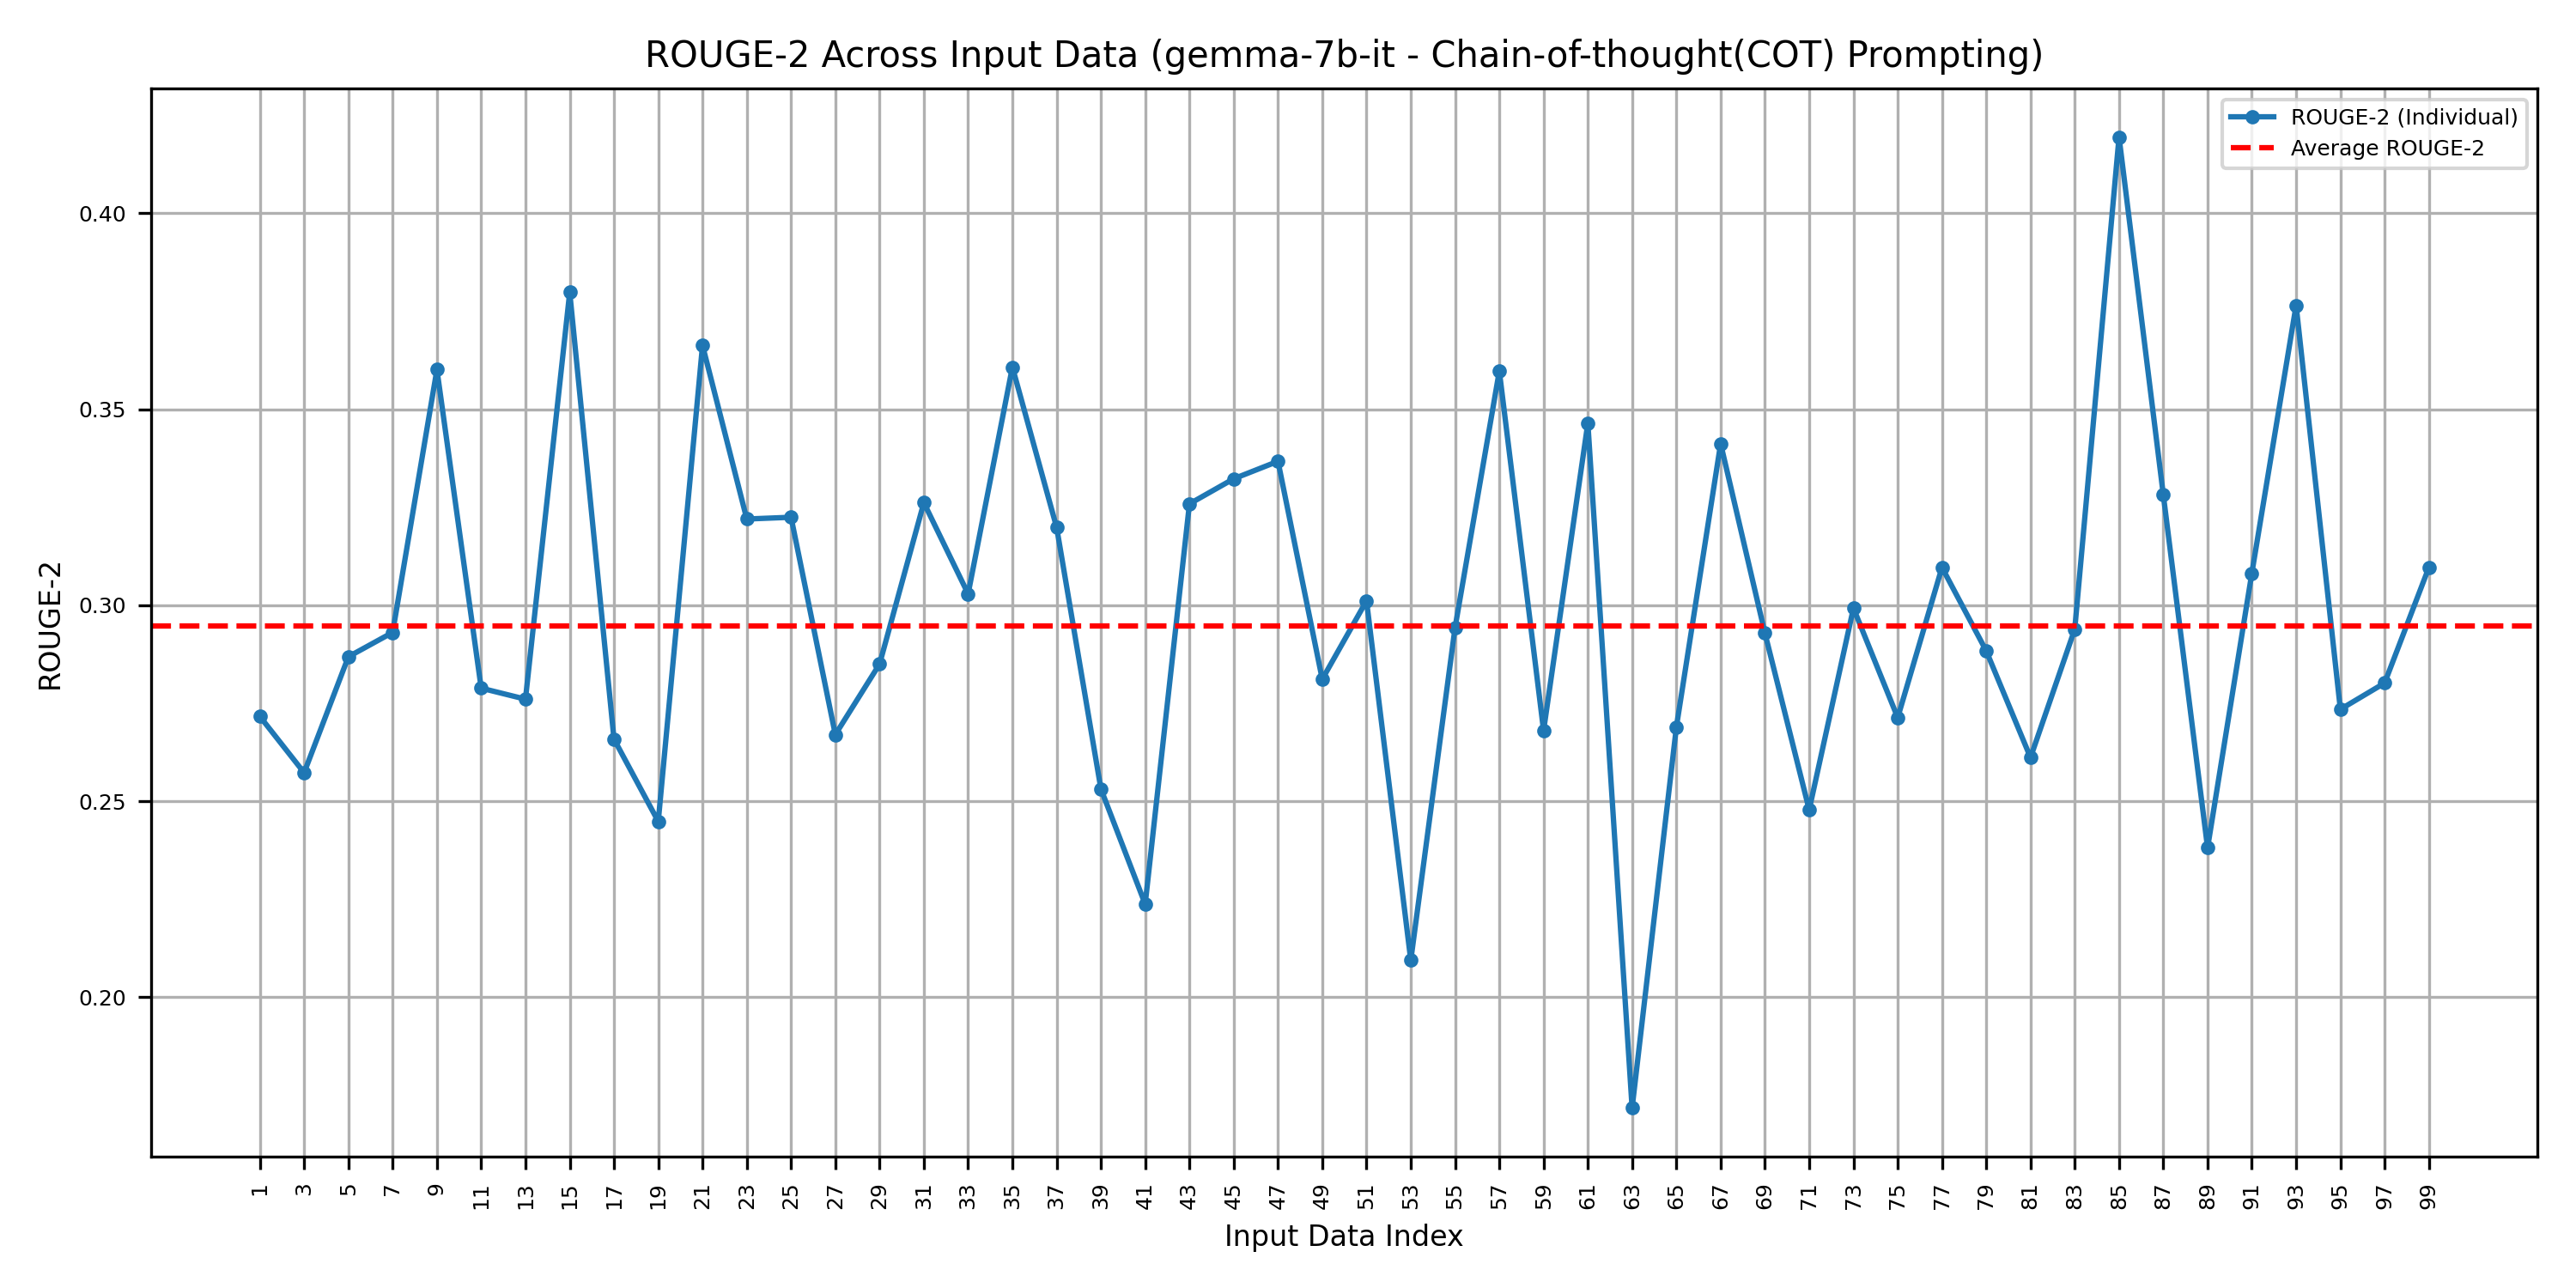 ROUGE-2 Across Input Data (gemma-7b-it - Chain-of-thought(COT) Prompting)
ROUGE-2 (Individual)
Average ROUGE-2
ROUGE-2
0.40
0.35
0.30
0.25
0.20
1 3 5 7 9 11 13 15 17 19 21 23 25 27 29 31 33 35 37 39 41 43 45 47 49 51 53 55 57 59 61 63 65 67 69 71 73 75 77 79 81 83 85 87 89 91 93 95 97 99
Input Data Index